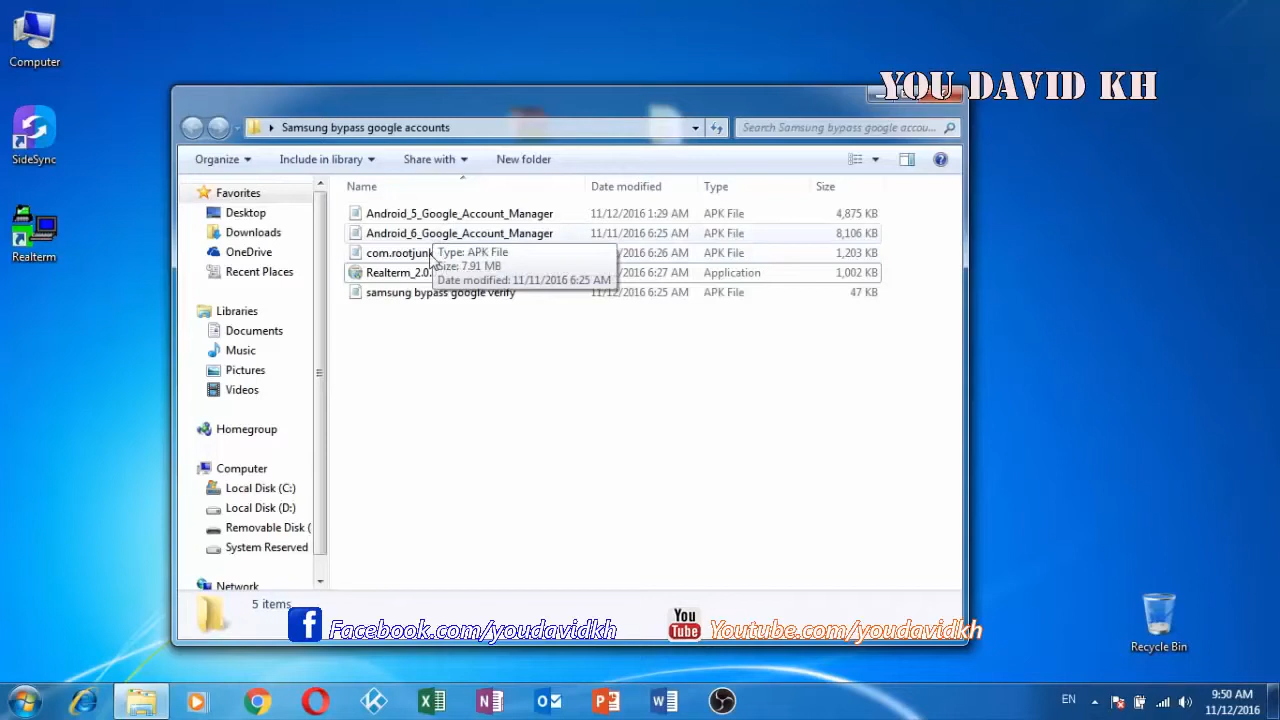 Computer
YOU DAVID KH
Samsung bypass google accounts
Search Samsung bypass google accou...
SideSync
Organize
Include in library
Share with
New folder
Name
Date modified
Type
Size
Favorites
Desktop
Downloads
OneDrive
Recent Places
Android_5_Google_Account_Manager 11/12/2016 1:29 AM APK File 4,875 KB
Android_6_Google_Account_Manager 11/11/2016 6:25 AM APK File 8,106 KB
com.rootjunk 6:26 AM APK File 1,203 KB
Realterm_2.0. 6:27 AM Application 1,002 KB
samsung bypass google verify 11/12/2016 6:25 AM APK File 47 KB
Type: APK File
Size: 7.91 MB
Date modified: 11/11/2016 6:25 AM
Realterm
Libraries
Documents
Music
Pictures
Videos
Homegroup
Computer
Local Disk (C:)
Local Disk (D:)
Removable Disk (
System Reserved
Network
5 items
Facebook.com/youdavidkh
You
Tube
Youtube.com/youdavidkh
Recycle Bin
EN
9:50 AM
11/12/2016